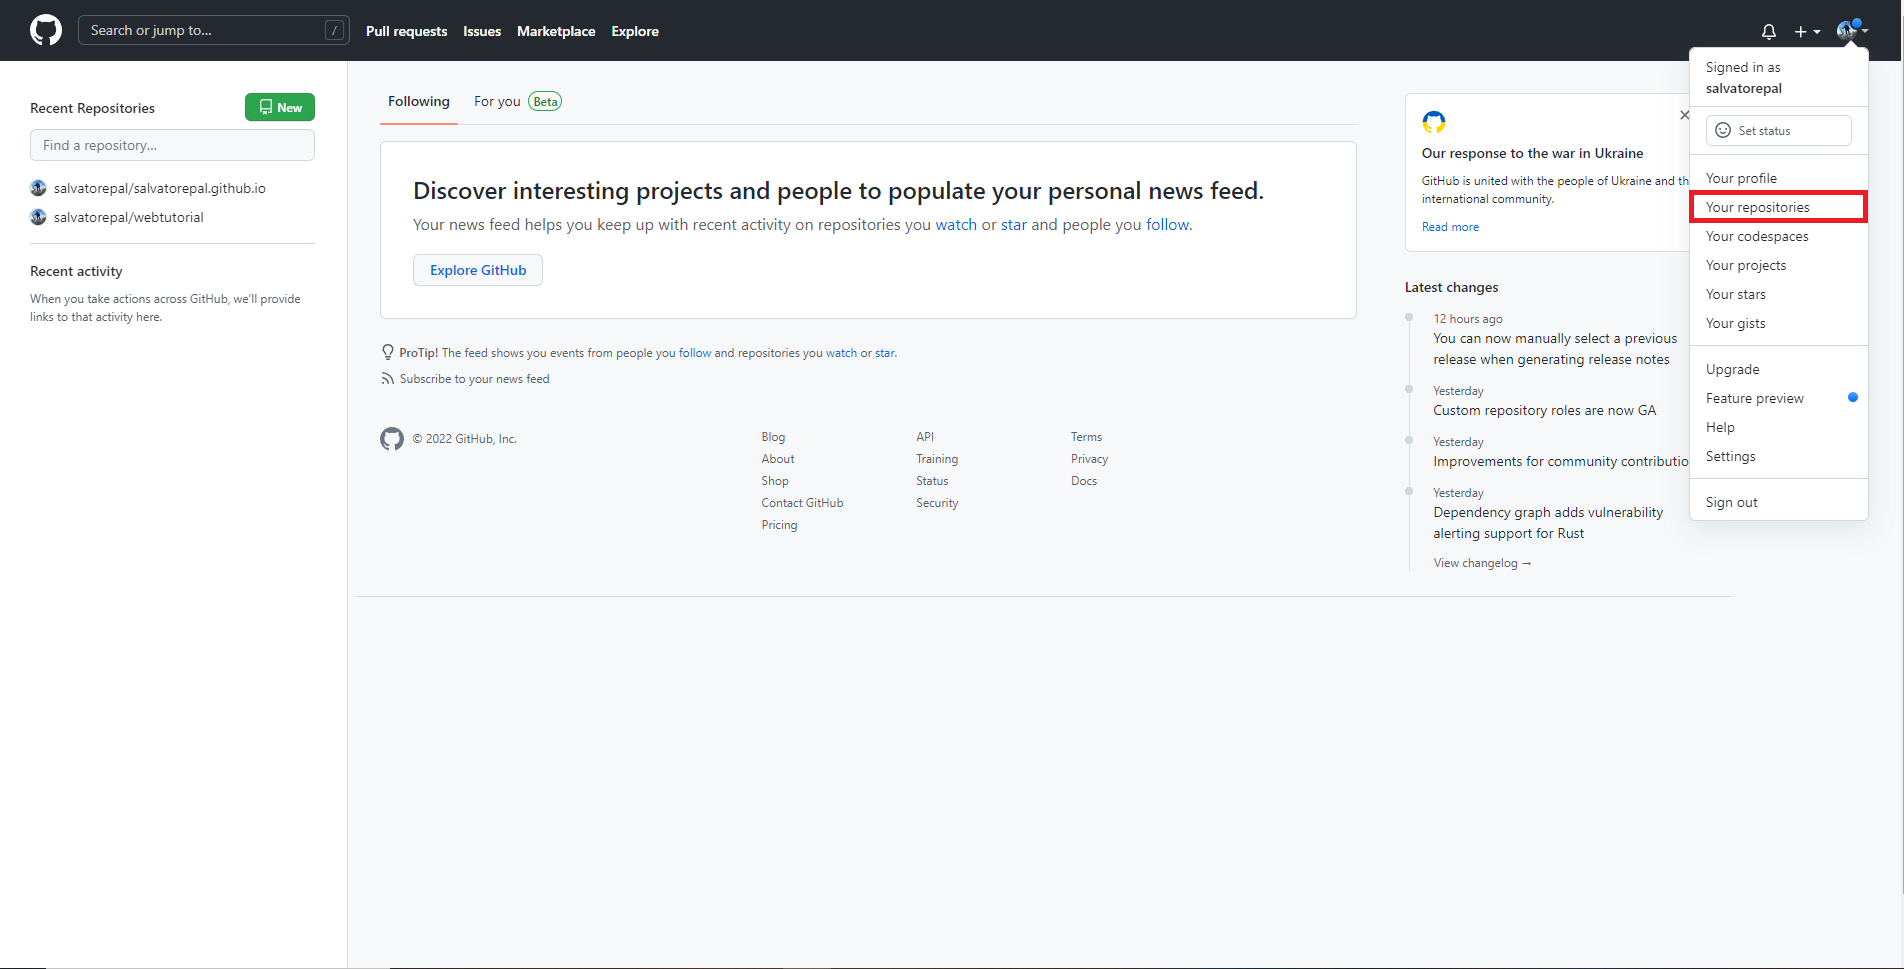 Search or jump to...
/
Pull requests
Issues
Marketplace
Explore
Recent Repositories
New
Find a repository...
salvatorepal/salvatorepal.github.io
salvatorepal/webtutorial
Recent activity
When you take actions across GitHub, we'll provide
links to that activity here.
Following
For you
Beta
Discover interesting projects and people to populate your personal news feed.
Your news feed helps you keep up with recent activity on repositories you watch or star and people you follow.
Explore GitHub
ProTip! The feed shows you events from people you follow and repositories you watch or star.
Subscribe to your news feed
© 2022 GitHub, Inc.
Blog
About
Shop
Contact GitHub
Pricing
API
Training
Status
Security
Terms
Privacy
Docs
Our response to the war in Ukraine
GitHub is united with the people of Ukraine and th
international community.
Read more
Latest changes
12 hours ago
You can now manually select a previous
release when generating release notes
Yesterday
Custom repository roles are now GA
Yesterday
Improvements for community contributio
Yesterday
Dependency graph adds vulnerability
alerting support for Rust
View changelog →
Signed in as
salvatorepal
Set status
Your profile
Your repositories
Your codespaces
Your projects
Your stars
Your gists
Upgrade
Feature preview
Help
Settings
Sign out